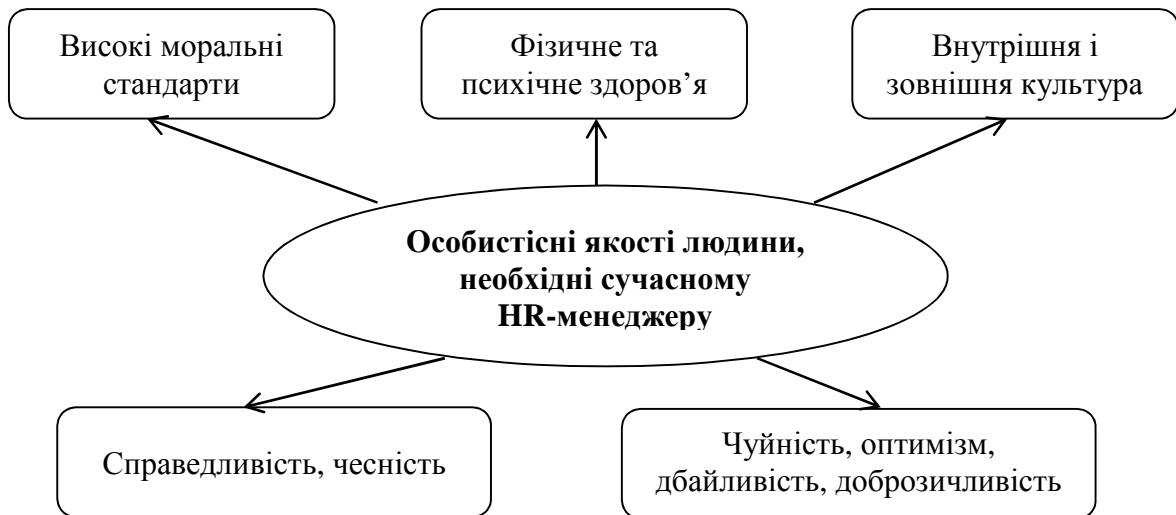 Високі моральні
стандарти
Фізичне та
психічне здоров’я
Внутрішня і
зовнішня культура
Особистісні якості людини,
необхідні сучасному
HR-менеджеру
Справедливість, чесність
Чуйність, оптимізм,
дбайливість, доброзичливість